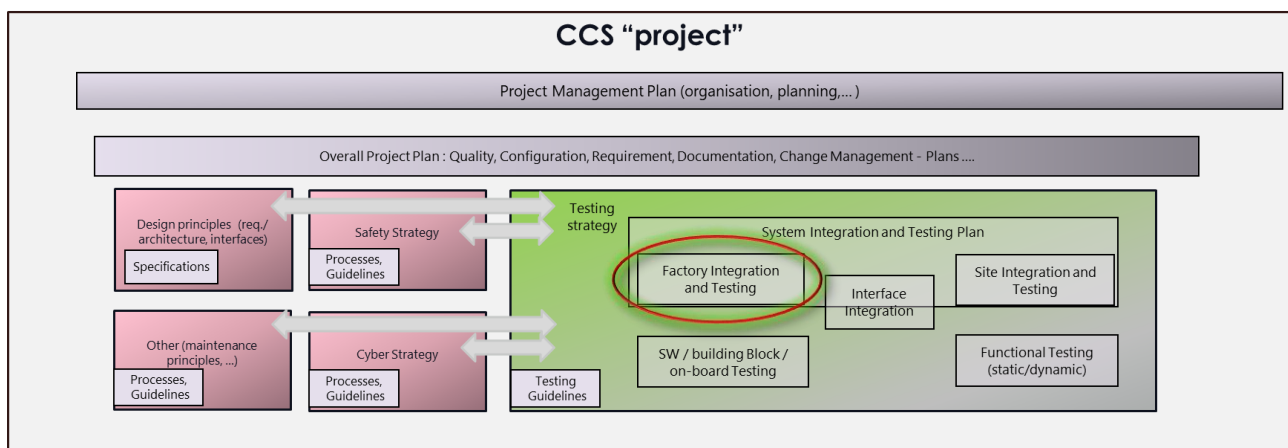 CCS “project”
Project Management Plan (organisation, planning,... )
Overall Project Plan : Quality, Configuration, Requirement, Documentation, Change Management - Plans ....
Design principles (req./
architecture, interfaces)
Specifications
Safety Strategy
Processes,
Guidelines
Testing
strategy
System Integration and Testing Plan
Factory Integration
and Testing
Interface
Integration
Site Integration and
Testing
Other (maintenance
principles, ...)
Processes,
Guidelines
Cyber Strategy
Processes,
Guidelines
Testing
Guidelines
SW / building Block /
on-board Testing
Functional Testing
(static/dynamic)